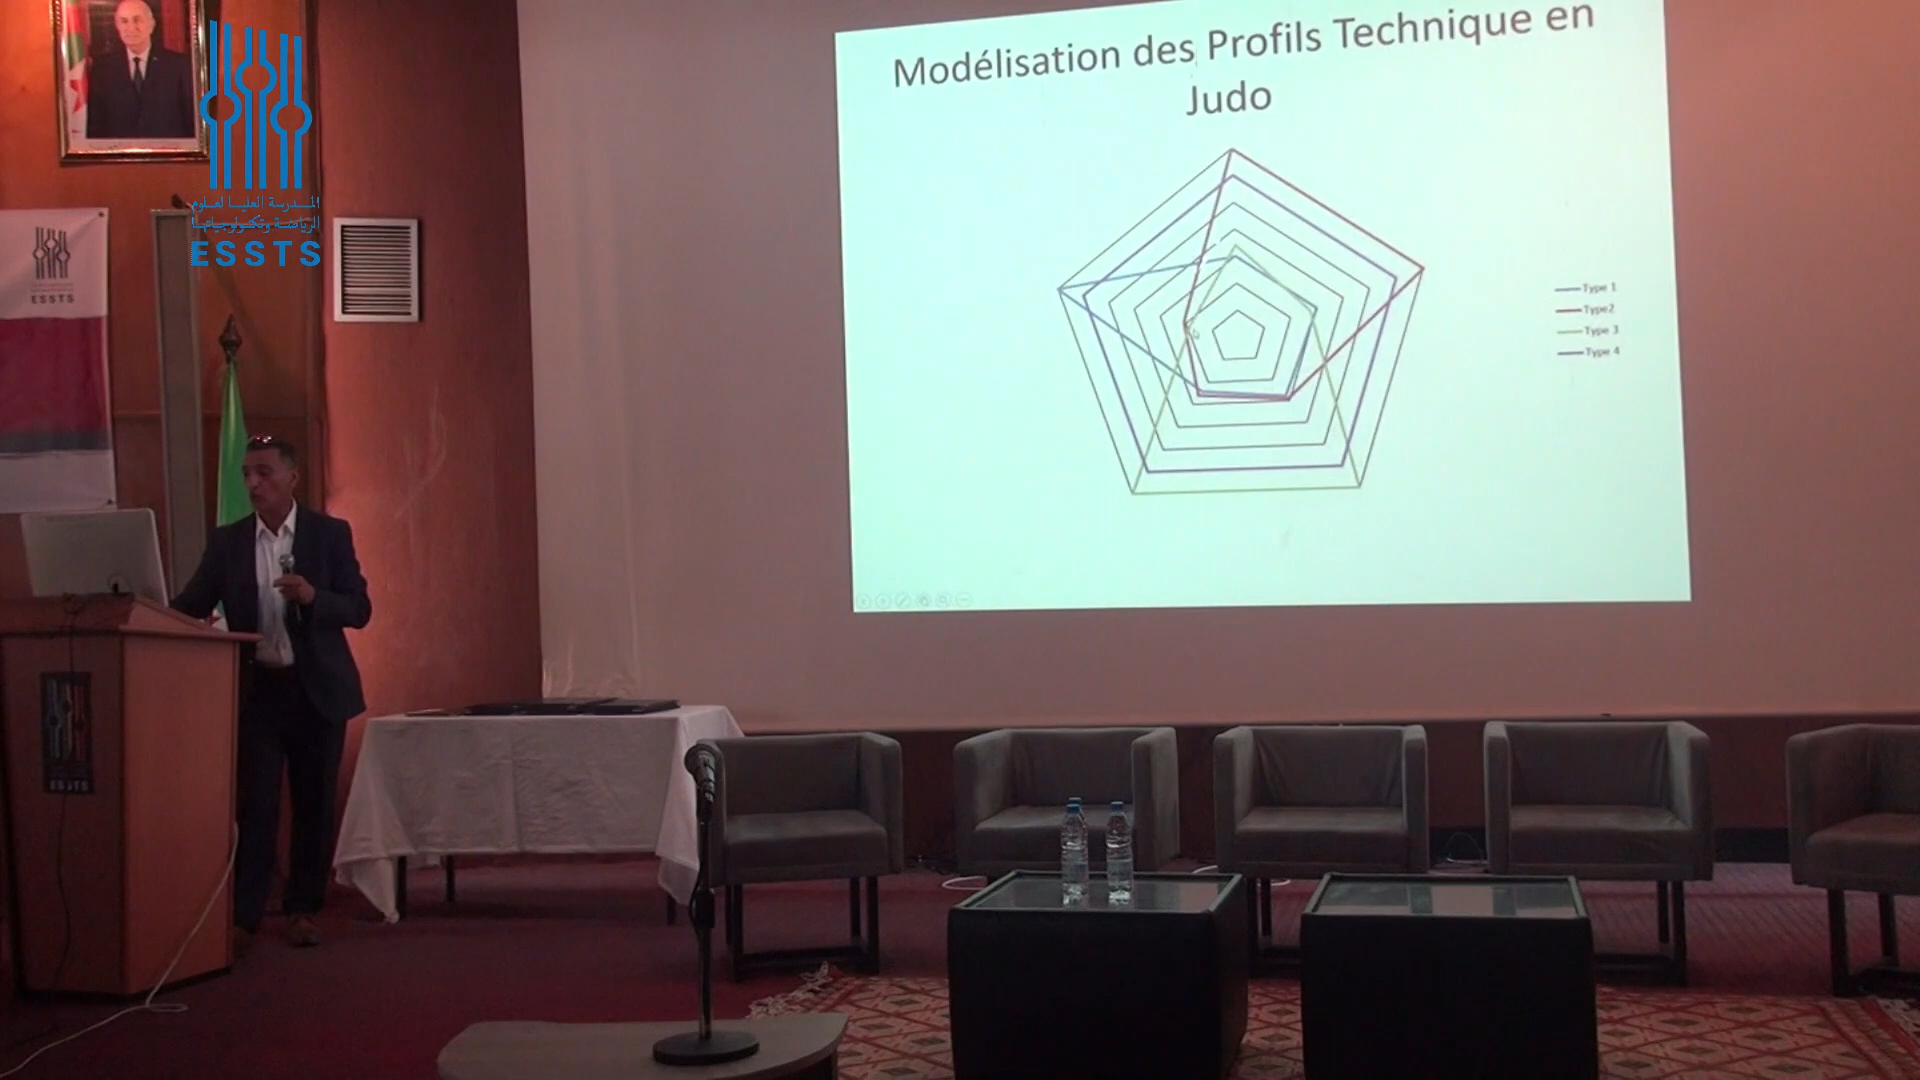 المدرسة العليا لعلوم
الرياضة وتكنولوجياتها
ESSTS
ESSTS
ESSTS
Modélisation des Profils Technique en
Judo
Type 1
Type2
Type 3
Type 4